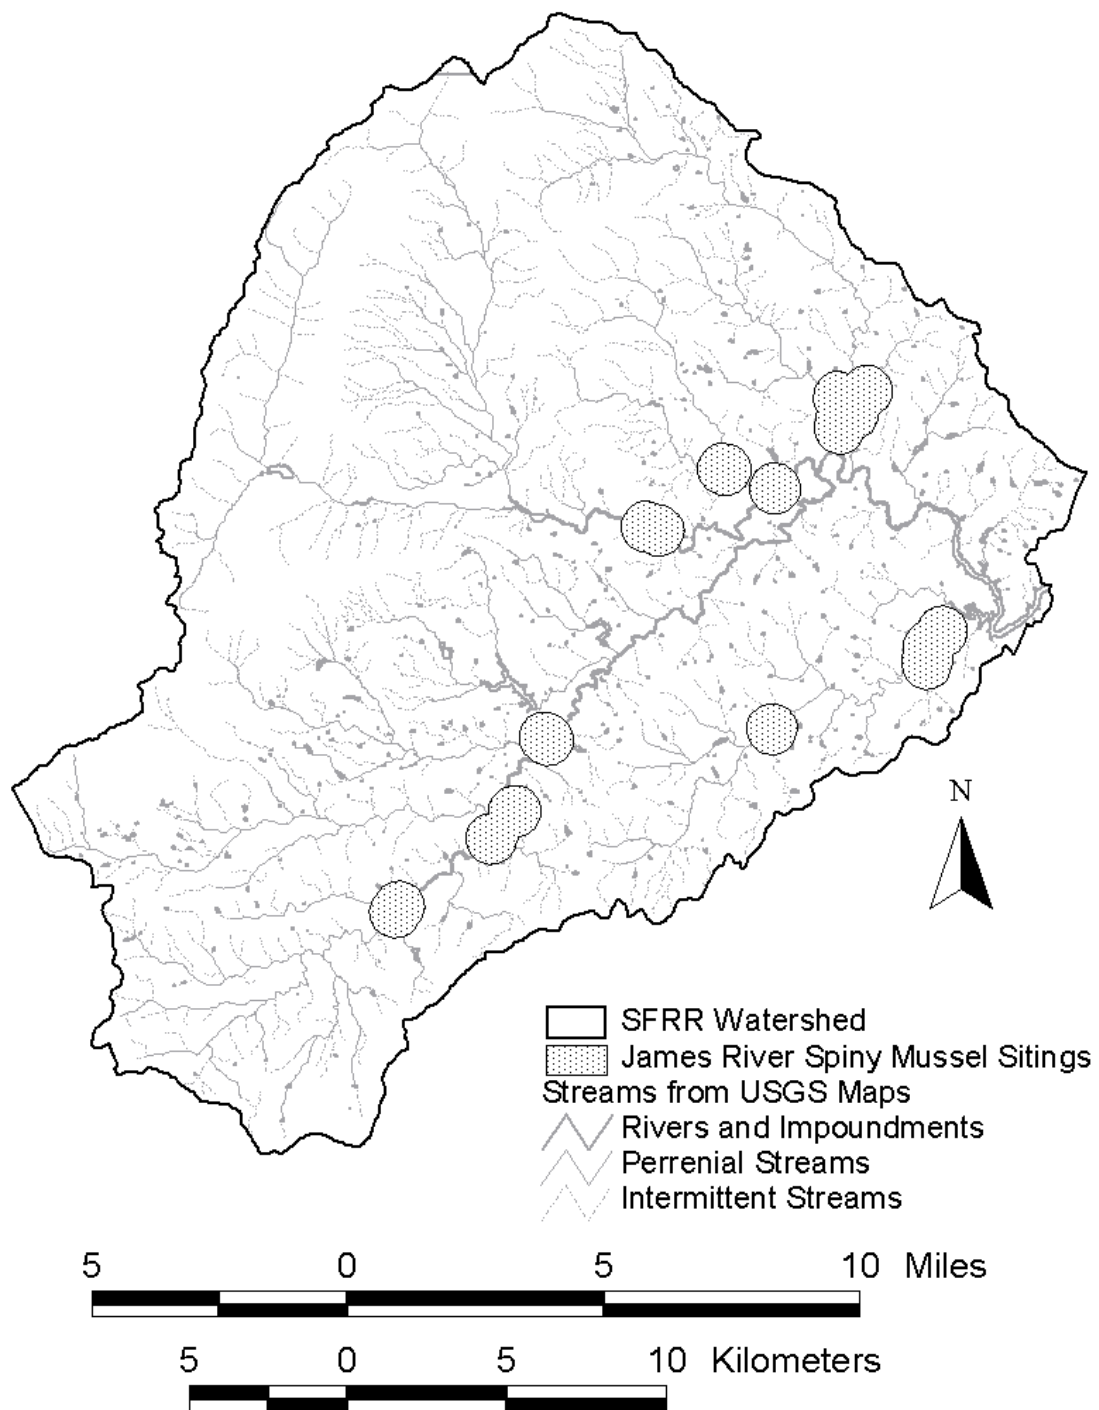 N
SFRR Watershed
James River Spiny Mussel Sitings
Streams from USGS Maps
Rivers and Impoundments
Perrenial Streams
Intermittent Streams
5 0 5 10 Miles
5 0 5 10 Kilometers